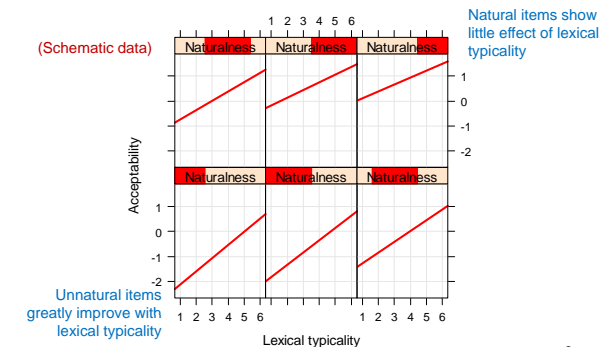 1 2 3 4 5 6
Natural items show
little effect of lexical
typicality
(Schematic data)
Naturalness Naturalness Naturalness
1
0
-1
-2
Acceptability
Naturalness Naturalness Naturalness
1
0
-1
-2
Unnatural items
greatly improve with
lexical typicality
1 2 3 4 5 6 1 2 3 4 5 6
Lexical typicality